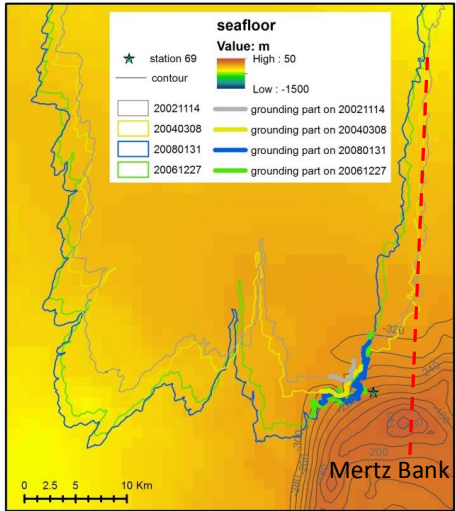 seafloor
Value: m
High : 50
Low : -1500
station 69
contour
20021114
20040308
20080131
20061227
grounding part on 20021114
grounding part on 20040308
grounding part on 20080131
grounding part on 20061227
-320
-240
-200
-280
Mertz Bank
0 2.5 5 10 Km